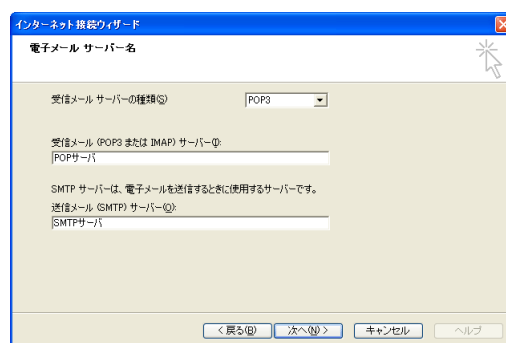 インターネット接続ウィザード
電子メール サーバー名
受信メール サーバーの種類(S)
POP3
受信メール (POP3 または IMAP) サーバー(I):
POPサーバ
SMTP サーバーは、電子メールを送信するときに使用するサーバーです。
送信メール (SMTP) サーバー(O):
SMTPサーバ
< 戻る(B) 次へ(N) > キャンセル ヘルプ